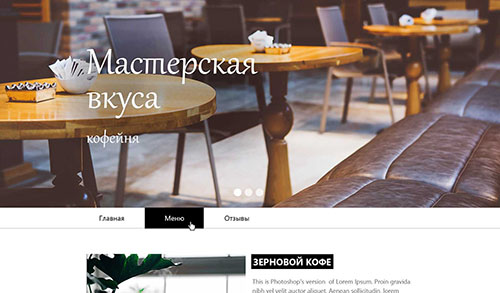 Мастерская
вкуса
кофейня
Главная Меню Отзывы
ЗЕРНОВОЙ КОФЕ
This is Photoshop's version of Lorem Ipsum. Proin gravida
nibh vel velit auctor aliquet. Aenean sollicitudin, lorem